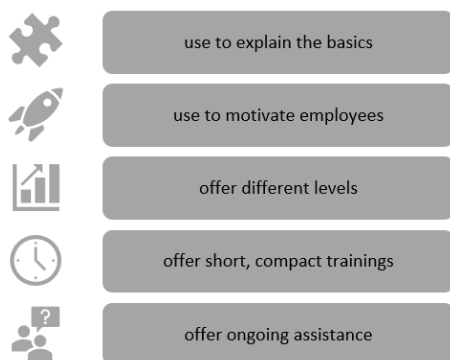 use to explain the basics
use to motivate employees
offer different levels
offer short, compact trainings
?
offer ongoing assistance